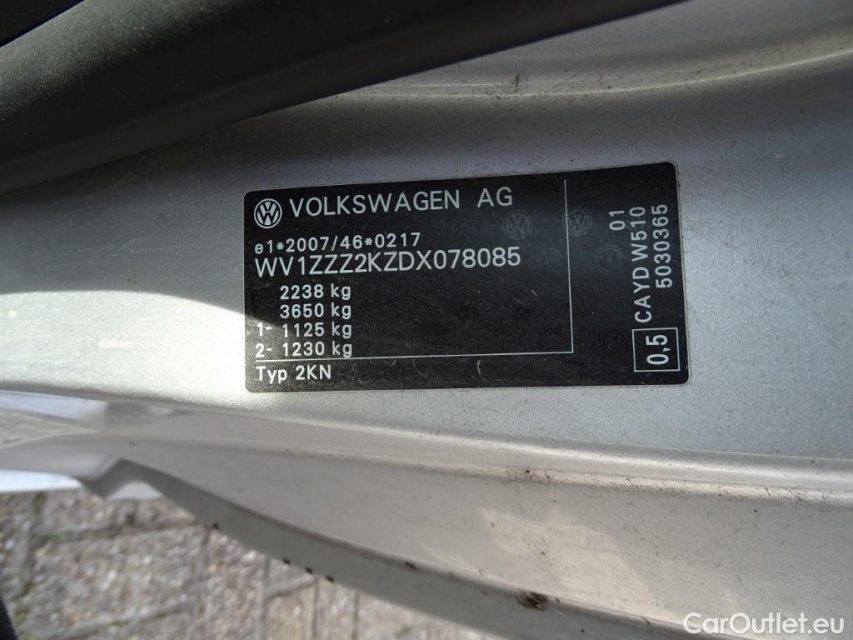 VOLKSWAGEN AG
e1*2007/46*0217
WV1ZZZ2KZDX078085
2238 kg
3650 kg
1- 1125 kg
2- 1230 kg
Typ 2KN
01
CAYD W510
5030365
0,5
CarOutlet.eu